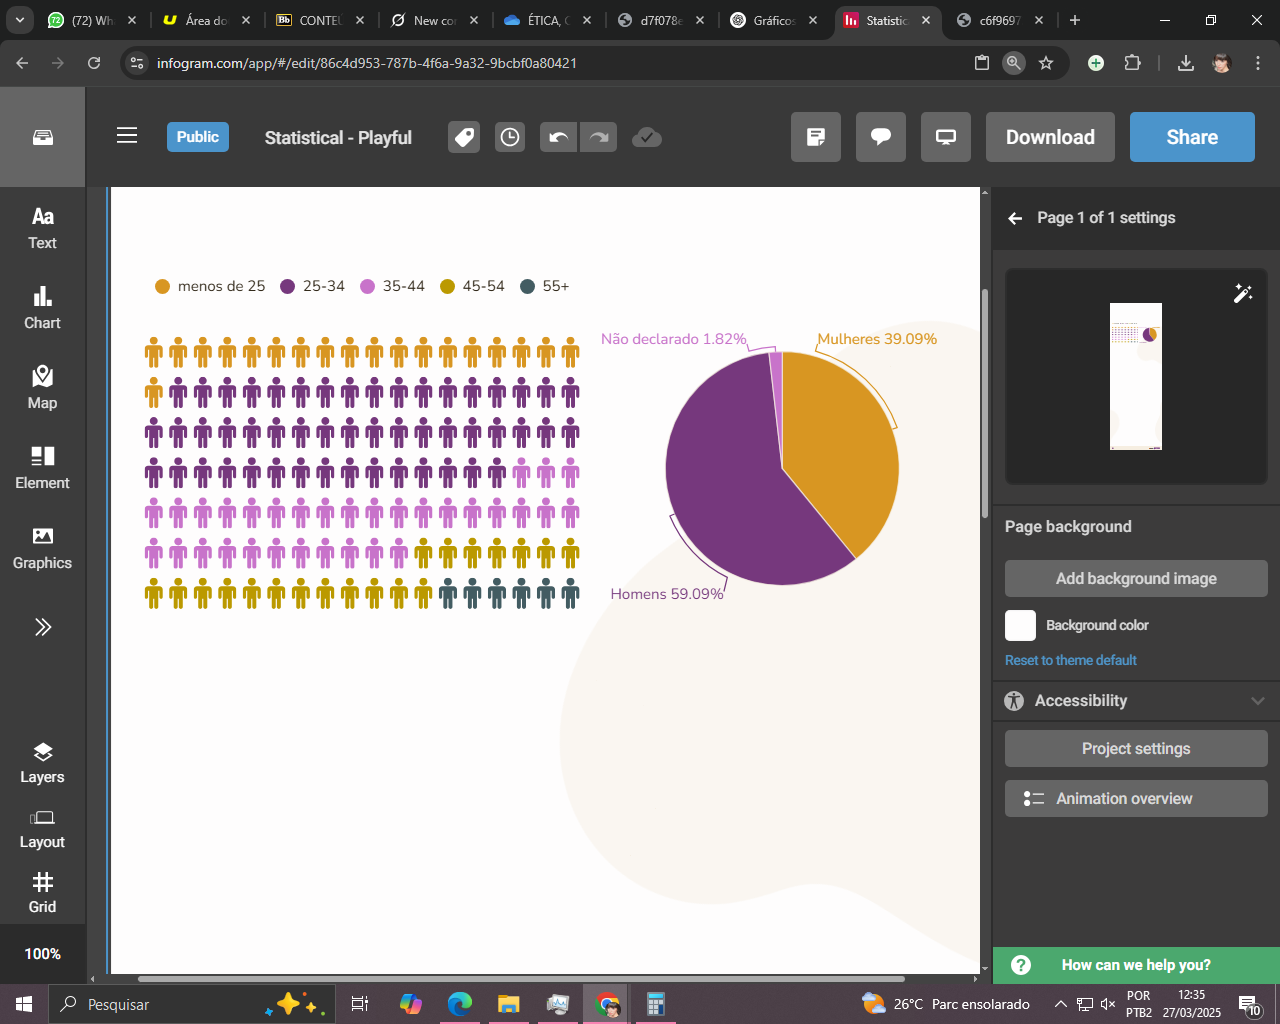 (72) Wh
Área do
Bb CONTEÚ
New co
ÉTICA, C
d7f078e
Gráficos
Statistic
c6f9697
infogram.com/app/#/edit/86c4d953-787b-4f6a-9a32-9bcbf0a80421
Public
Statistical - Playful
Download
Share
Aa
Text
Chart
Map
Element
Graphics
Layers
Layout
Grid
100%
menos de 25
25-34
35-44
45-54
55+
Não declarado 1.82%
Mulheres 39.09%
Homens 59.09%
Page 1 of 1 settings
Page background
Add background image
Background color
Reset to theme default
Accessibility
Project settings
Animation overview
? How can we help you?
Pesquisar
26°C Parc ensolarado
POR
PTB2
12:35
27/03/2025
10